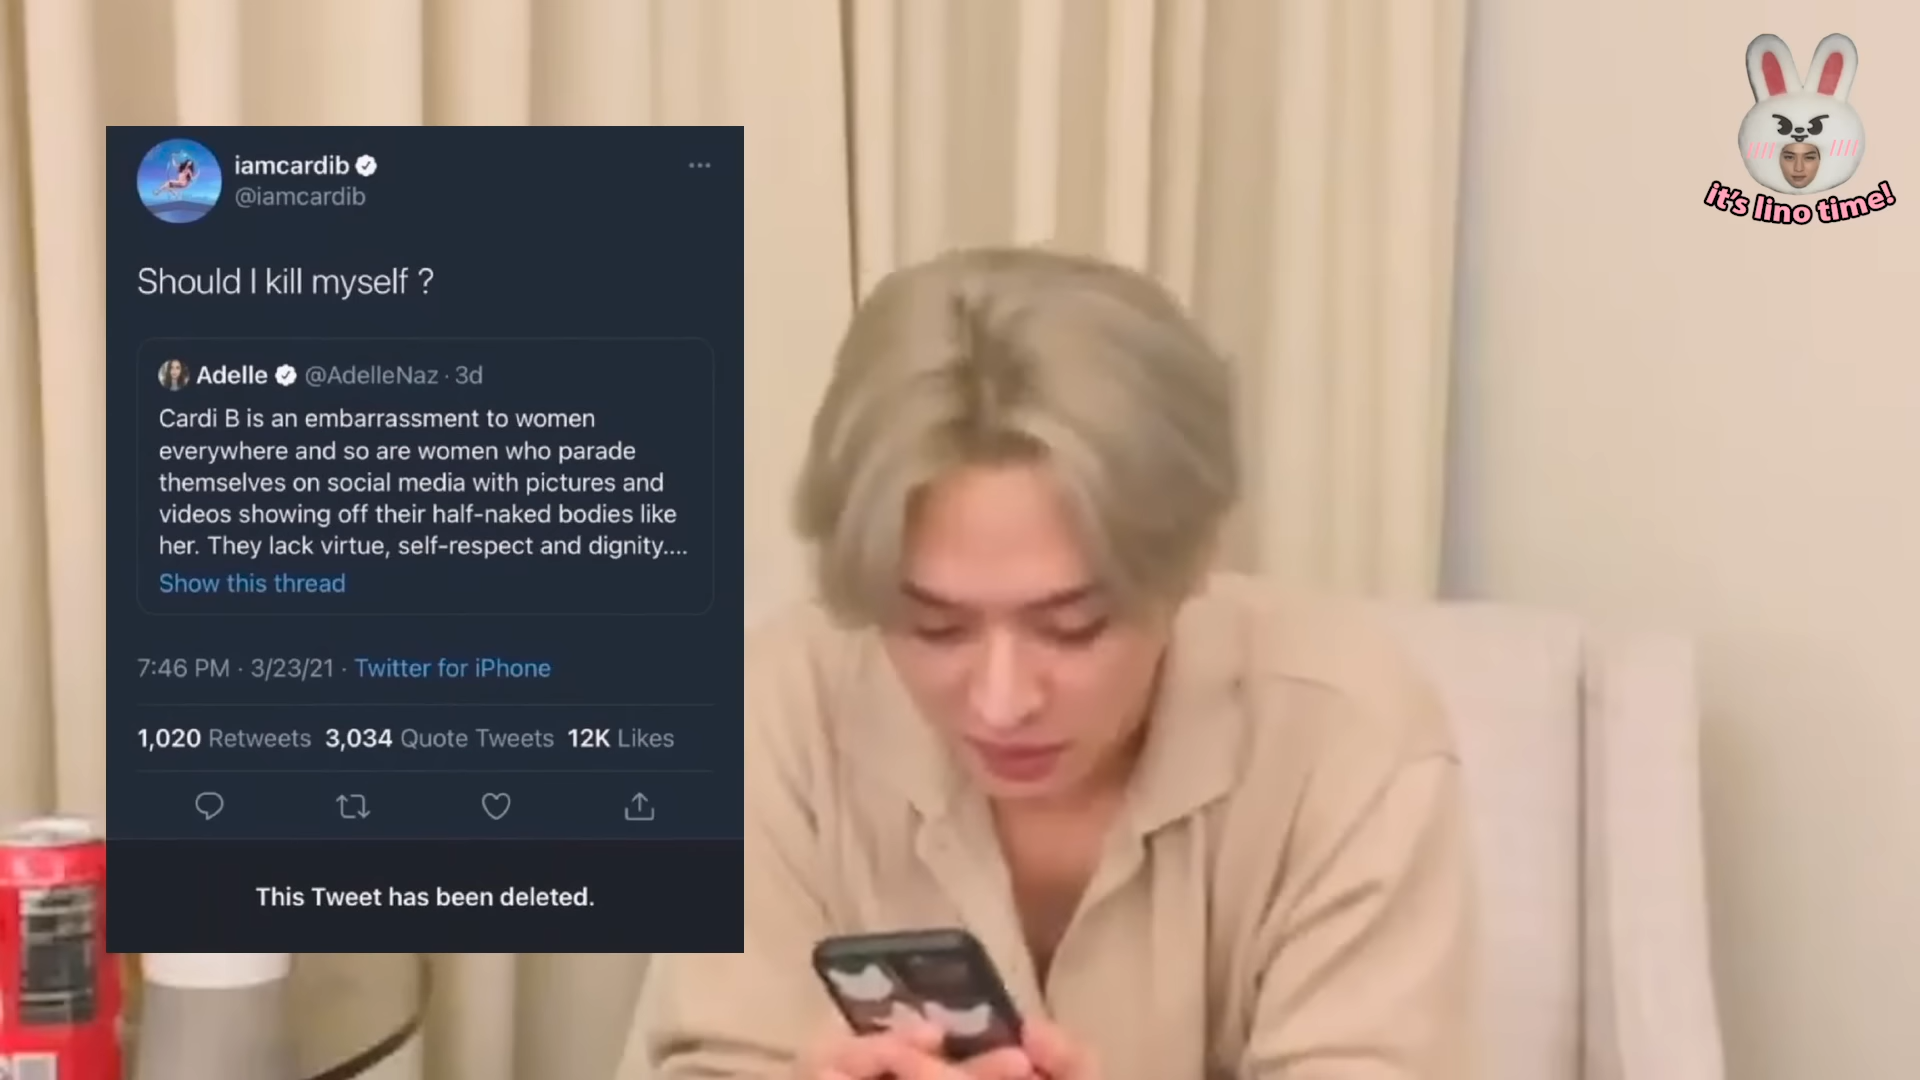 iamcardib
@iamcardib
Should I kill myself ?
Adelle @AdelleNaz · 3d
Cardi B is an embarrassment to women
everywhere and so are women who parade
themselves on social media with pictures and
videos showing off their half-naked bodies like
her. They lack virtue, self-respect and dignity....
Show this thread
7:46 PM · 3/23/21 · Twitter for iPhone
1,020 Retweets 3,034 Quote Tweets 12K Likes
This Tweet has been deleted.
it's lino time!